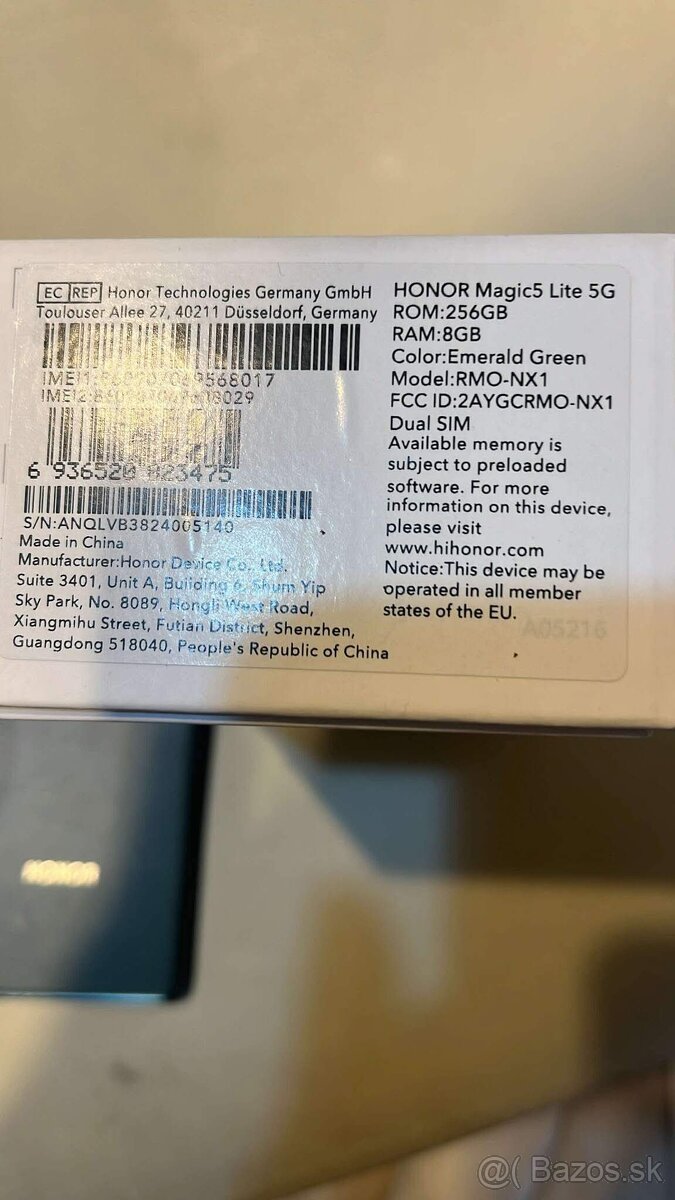 EC REP Honor Technologies Germany GmbH
Toulouser Allee 27, 40211 Düsseldorf, Germany
6 936520 823475
S/N:ANQLVB3824005140
Made in China
Manufacturer:Honor Device Co., Ltd.
Suite 3401, Unit A, Building 6, Shum Yip
Sky Park, No. 8089, Hongli West Road,
Xiangmihu Street, Futian District, Shenzhen,
Guangdong 518040, People's Republic of China
HONOR Magic5 Lite 5G
ROM:256GB
RAM:8GB
Color:Emerald Green
Model:RMO-NX1
FCC ID:2AYGCRMO-NX1
Dual SIM
Available memory is
subject to preloaded
software. For more
information on this device,
please visit
www.hihonor.com
Notice:This device may be
operated in all member
states of the EU.
A05216
HONOR
@( Bazos.sk